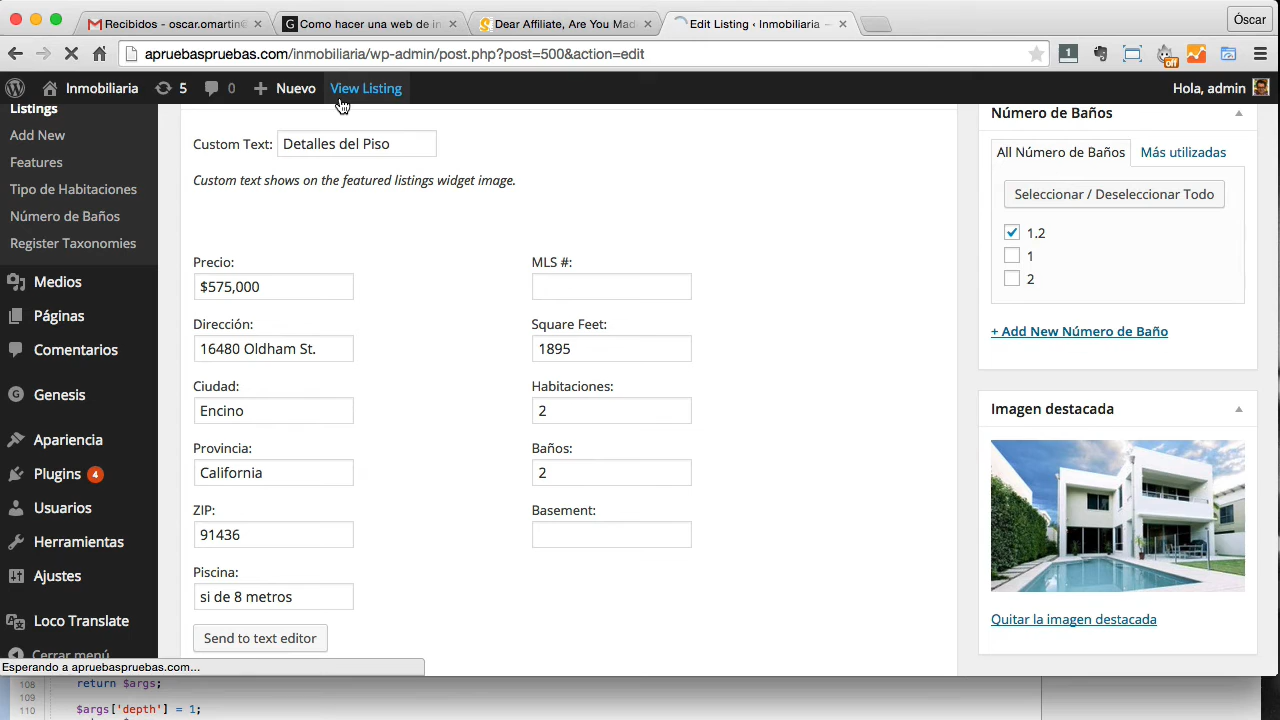 Recibidos - oscar.omartin@
Como hacer una web de in
Dear Affiliate, Are You Mad
Edit Listing ‹ Inmobiliaria —
Óscar
apruebaspruebas.com/inmobiliaria/wp-admin/post.php?post=500&action=edit
1
off
Inmobiliaria
5
0
Nuevo
View Listing
Hola, admin
Listings
Add New
Features
Tipo de Habitaciones
Número de Baños
Register Taxonomies
Medios
Páginas
Comentarios
Genesis
Apariencia
Plugins 4
Usuarios
Herramientas
Ajustes
Loco Translate
Cerrar menú
Custom Text: Detalles del Piso
Custom text shows on the featured listings widget image.
Precio:
$575,000
Dirección:
16480 Oldham St.
Ciudad:
Encino
Provincia:
California
ZIP:
91436
Piscina:
si de 8 metros
Send to text editor
MLS #:
Square Feet:
1895
Habitaciones:
2
Baños:
2
Basement:
Número de Baños
All Número de Baños
Más utilizadas
Seleccionar / Deseleccionar Todo
1.2
1
2
+ Add New Número de Baño
Imagen destacada
Quitar la imagen destacada
Esperando a apruebaspruebas.com...
108 return $args;
109
110 $args['depth'] = 1;